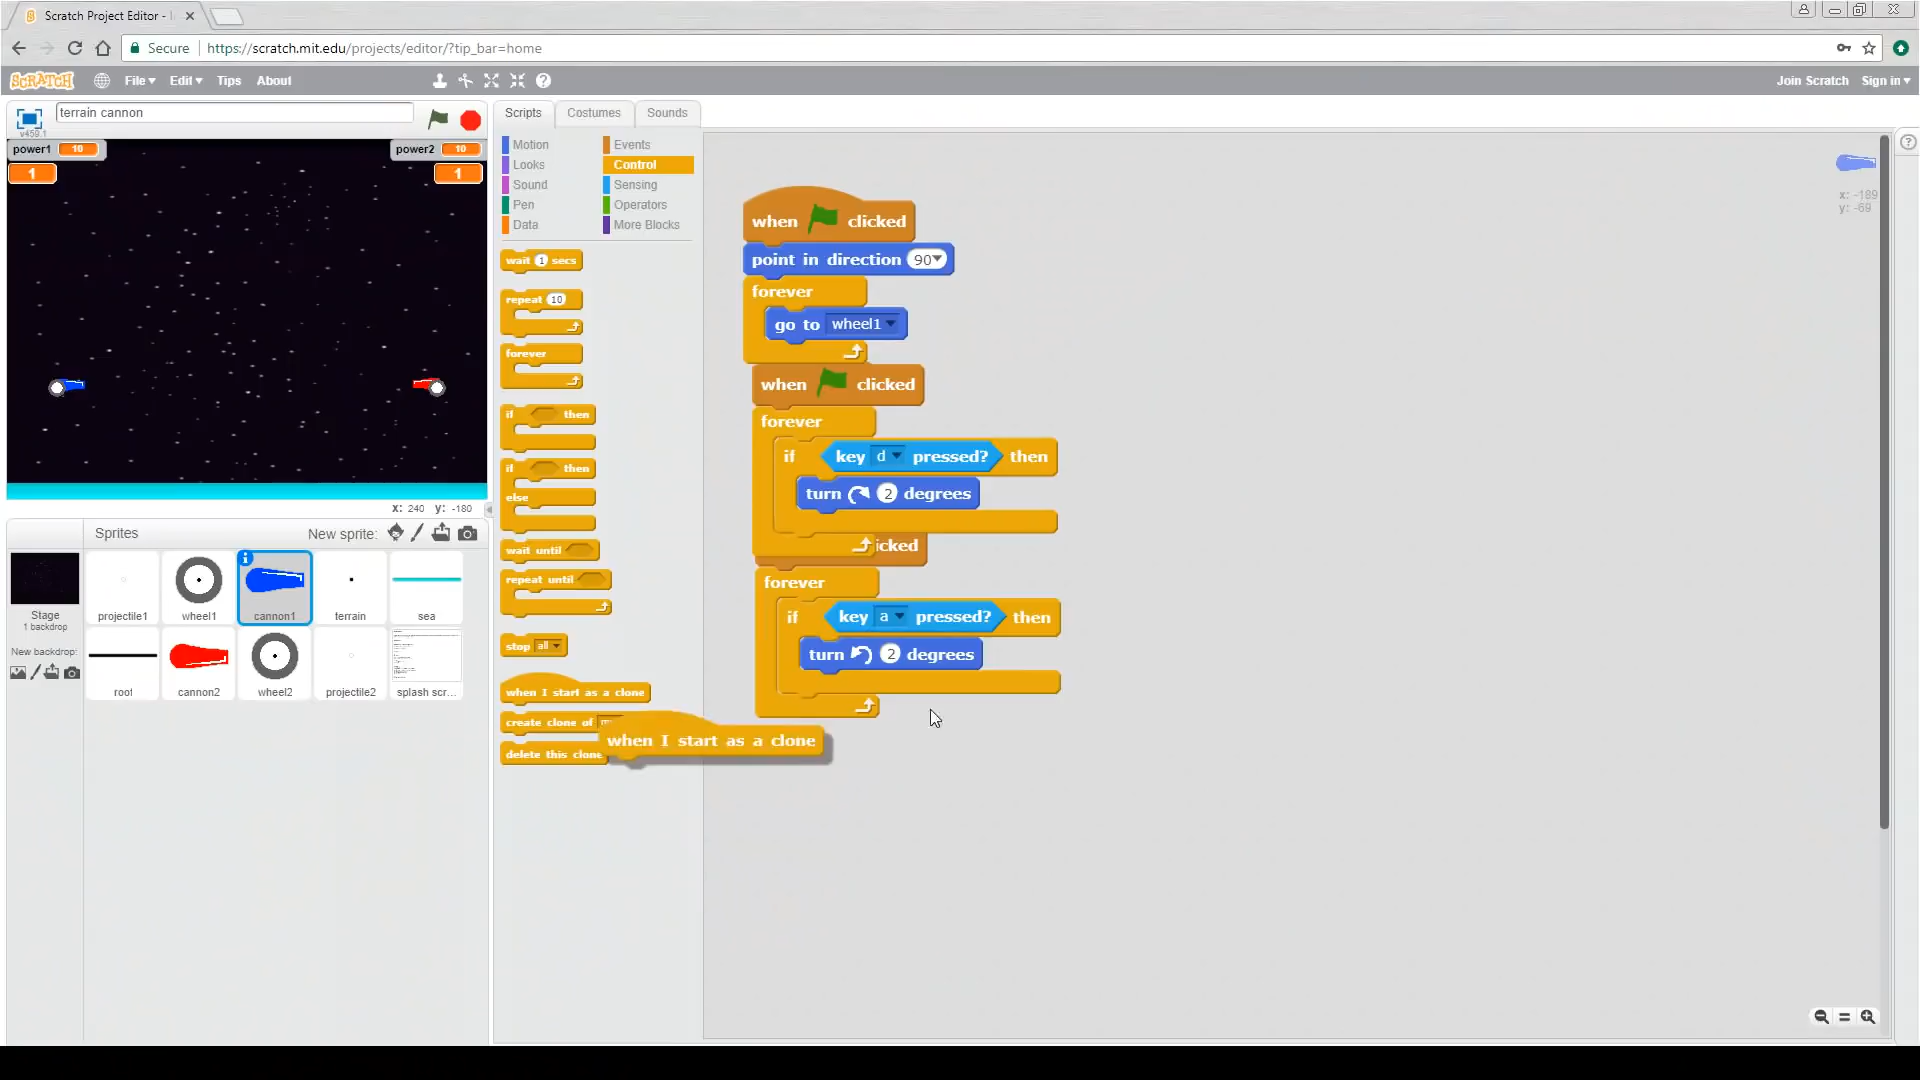 Scratch Project Editor -
Secure https://scratch.mit.edu/projects/editor/?tip_bar=home
SCRATCH File Edit Tips About Join Scratch Sign in
terrain cannon
v459.1
power1 10 power2 10
1 1
x: 240 y: -180
Sprites New sprite:
Stage
1 backdrop
New backdrop:
projectile1 wheel1 cannon1 terrain sea
root cannon2 wheel2 projectile2 splash scr...
Scripts Costumes Sounds
Motion Events
Looks Control
Sound Sensing
Pen Operators
Data More Blocks
wait 1 secs
repeat 10
forever
if then
if then
else
wait until
repeat until
stop all
when I start as a clone
create clone of
delete this clone
when I start as a clone
when clicked
point in direction 90
forever
go to wheel1
when clicked
forever
if key d pressed? then
turn 2 degrees
icked
forever
if key a pressed? then
turn 2 degrees
x: -189
y: -69